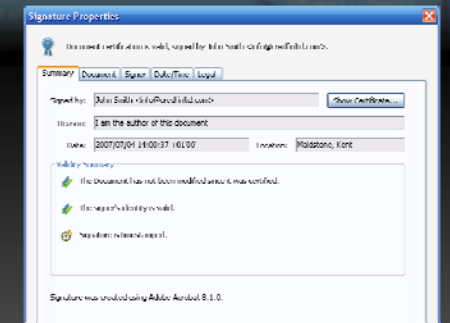 Signature Properties
Document certification is valid, signed by John Smith
Summary Document Signer Date/Time Legal
Signed by: John Smith Show Certificate...
Reason: I am the author of this document
Date: 2007/07/04 14:00:37 +01'00' Location: Maidstone, Kent
Validity Summary
The Document has not been modified since it was certified.
The signer's identity is valid.
Signature is timestamped.
Signature was created using Adobe Acrobat 8.1.0.